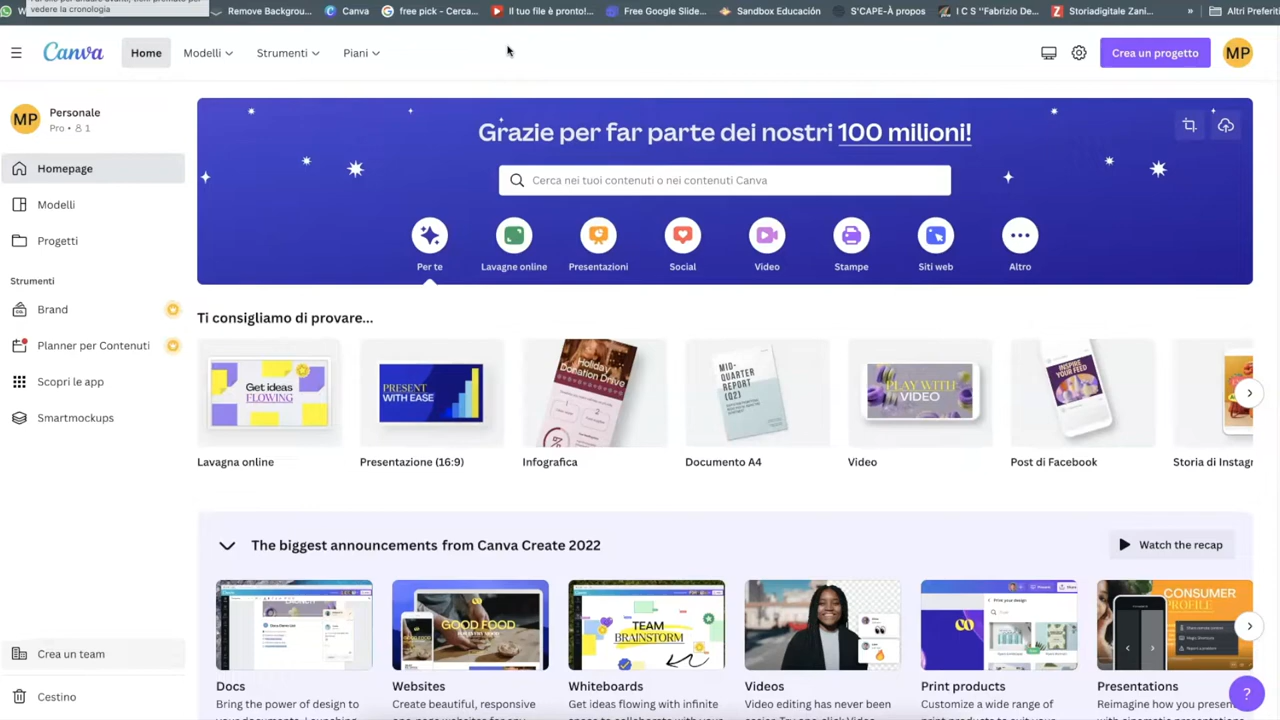 vedere la cronologia
Remove Backgrou...
Canva
free pick - Cerca...
Il tuo file è pronto!...
Free Google Slide...
Sandbox Educación
S'CAPE-À propos
I C S "Fabrizio De...
Storiadigitale Zani...
»
Altri Preferiti
Canva
Home
Modelli
Strumenti
Piani
Crea un progetto
MP
MP
Personale
Pro • 1
Homepage
Modelli
Progetti
Strumenti
Brand
Planner per Contenuti
Scopri le app
Smartmockups
Crea un team
Cestino
Grazie per far parte dei nostri 100 milioni!
Cerca nei tuoi contenuti o nei contenuti Canva
Per te
Lavagne online
Presentazioni
Social
Video
Stampe
Siti web
Altro
Ti consigliamo di provare...
Get ideas
FLOWING
PRESENT
WITH EASE
Holiday
Donation Drive
MID-
QUARTER
REPORT
(Q2)
PLAY WITH
VIDEO
INSPIRE
YOUR FEED
Lavagna online
Presentazione (16:9)
Infografica
Documento A4
Video
Post di Facebook
Storia di Instagr
The biggest announcements from Canva Create 2022
Watch the recap
GOOD FOOD
TEAM
BRAINSTORM
Print your design
CONSUMER
PROFILE
Docs
Websites
Whiteboards
Videos
Print products
Presentations
Bring the power of design to
Create beautiful, responsive
Get ideas flowing with infinite
Video editing has never been
Customize a wide range of
Reimagine how you presen
?